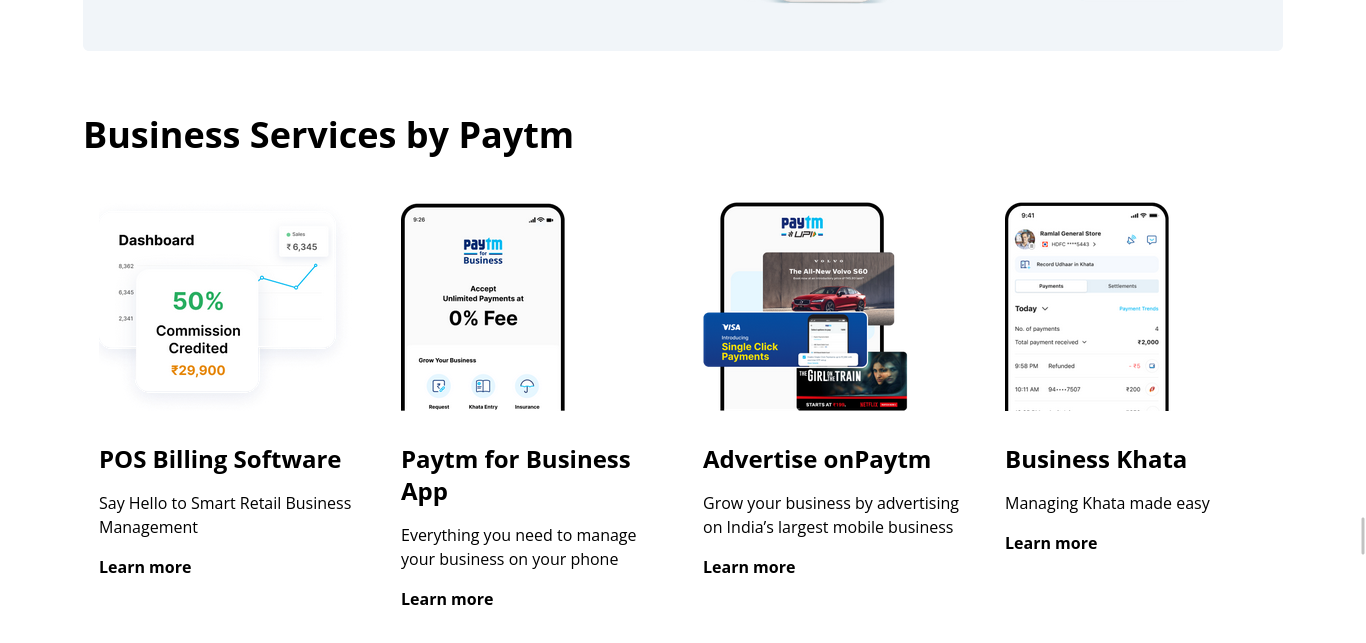 Business Services by Paytm
Dashboard
Sales
₹ 6,345
8,362
6,345
2,341
50%
Commission
Credited
₹29,900
POS Billing Software
Say Hello to Smart Retail Business
Management
Learn more
9:26
paytm
for
Business
Accept
Unlimited Payments at
0% Fee
Grow Your Business
Request
Khata Entry
Insurance
Paytm for Business
App
Everything you need to manage
your business on your phone
Learn more
paytm
UPI
VOLVO
The All-New Volvo S60
VISA
Introducing
Single Click
Payments
THE GIRL ON THE TRAIN
STARTS AT
NETFLIX
Advertise onPaytm
Grow your business by advertising
on India’s largest mobile business
Learn more
9:41
Ramlal General Store
HDFC ****5443
Record Udhaar in Khata
Payments
Settlements
Today
Payment Trends
No. of payments
4
Total payment received
₹2,000
9:58 PM
Refunded
- ₹5
10:11 AM
94••••7507
₹200
Business Khata
Managing Khata made easy
Learn more